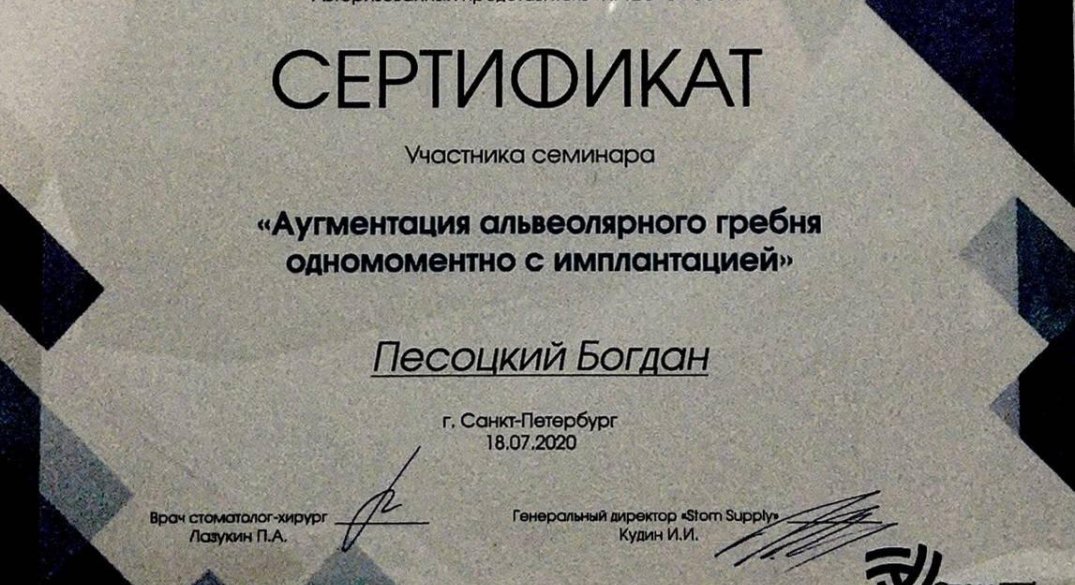 СЕРТИФИКАТ
Участника семинара
«Аугментация альвеолярного гребня
одномоментно с имплантацией»
Песоцкий Богдан
г. Санкт-Петербург
18.07.2020
Врач стоматолог-хирург
Лазукин П.А.
Генеральный директор «Stom Supply»
Кудин И.И.